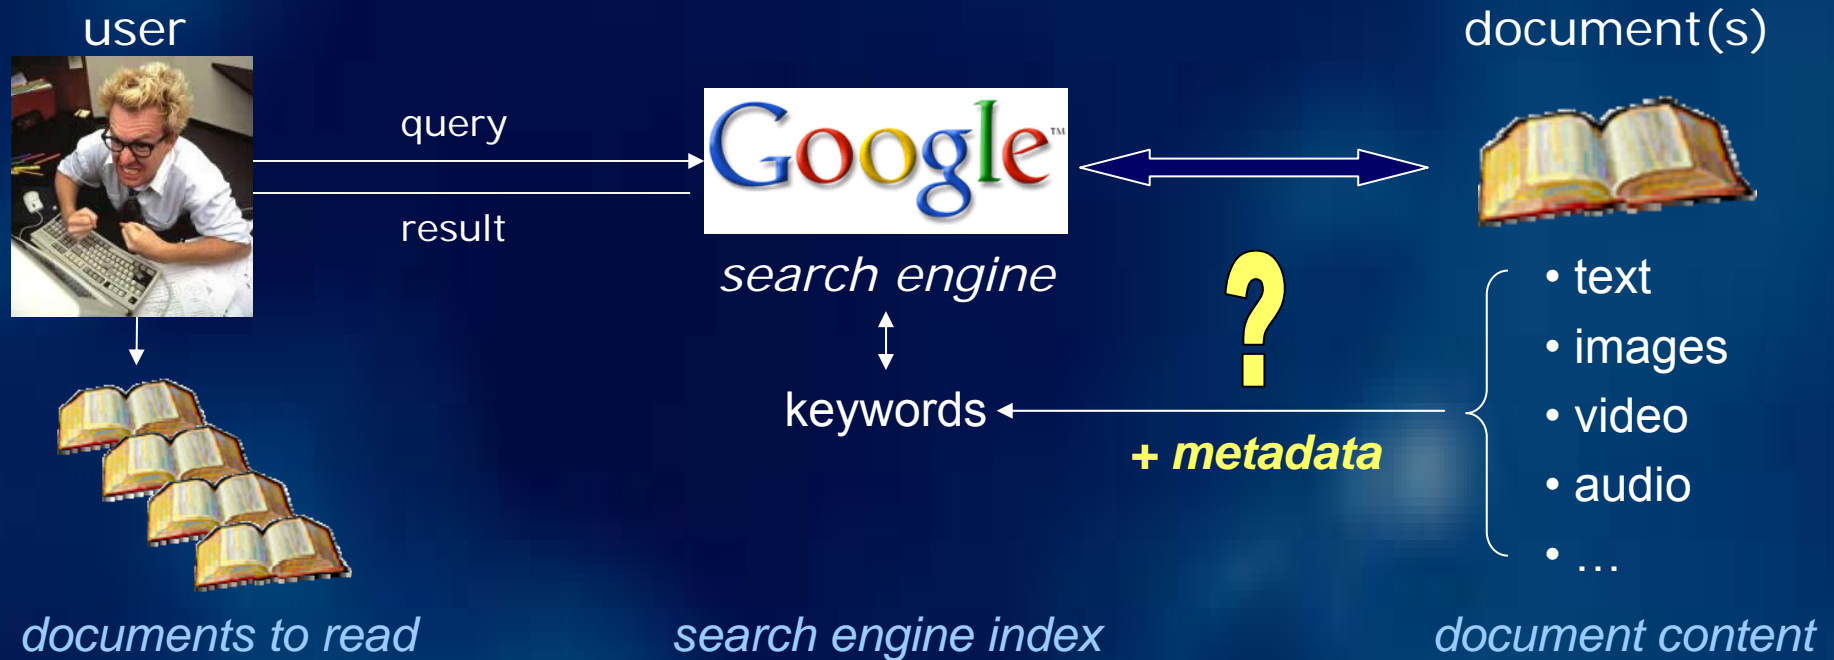 user
document(s)
query
Google™
result
search engine
• text
• images
• video
• audio
• …
keywords
?
+ metadata
documents to read
search engine index
document content